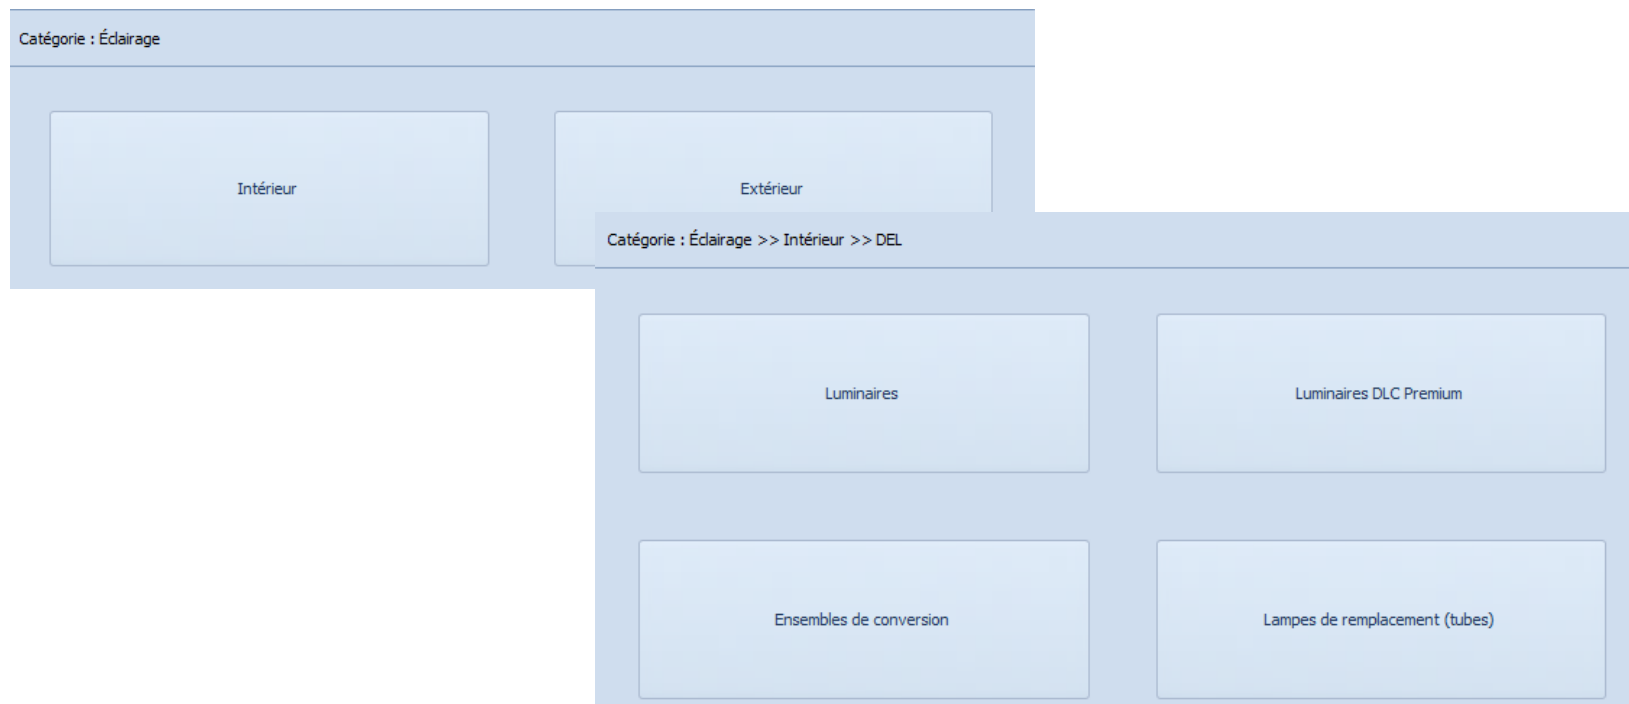 Catégorie : Éclairage
Intérieur
Extérieur
Catégorie : Éclairage >> Intérieur >> DEL
Luminaires
Luminaires DLC Premium
Ensembles de conversion
Lampes de remplacement (tubes)